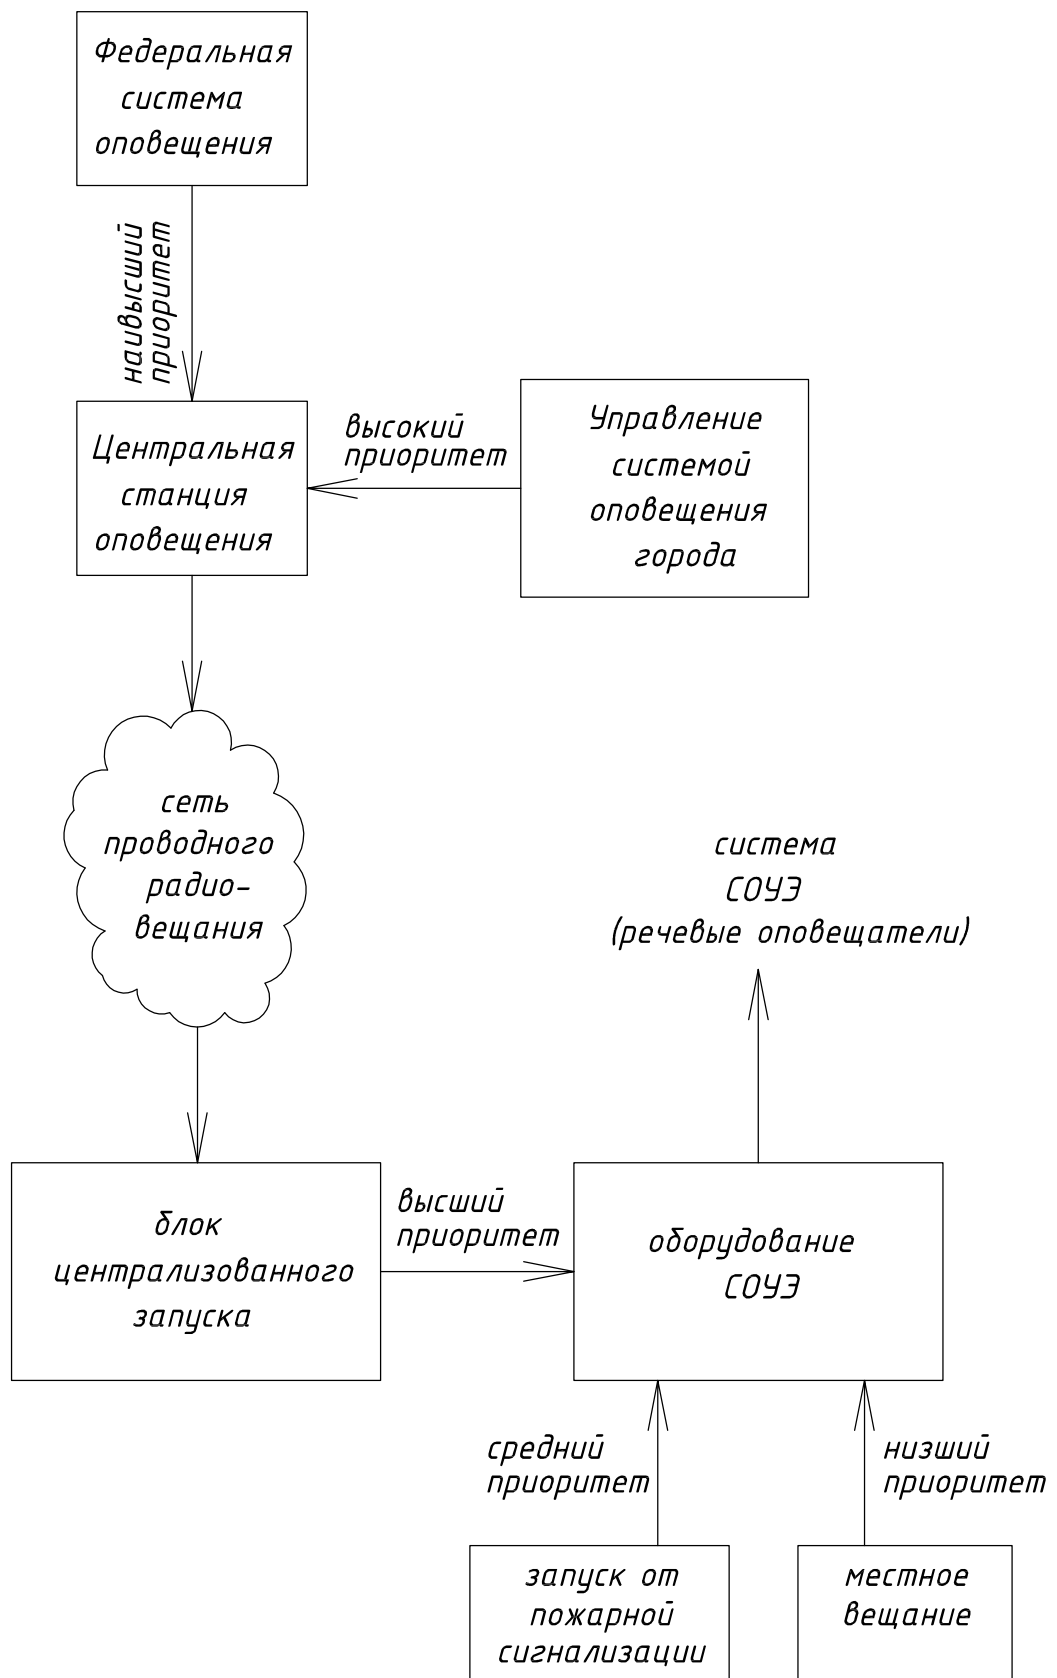 Федеральная
система
оповещения
наивысший
приоритет
Центральная
станция
оповещения
высокий
приоритет
Управление
системой
оповещения
города
сеть
проводного
радио-
вещания
система
СОУЭ
(речевые оповещатели)
блок
централизованного
запуска
высший
приоритет
оборудование
СОУЭ
средний
приоритет
низший
приоритет
запуск от
пожарной
сигнализации
местное
вещание